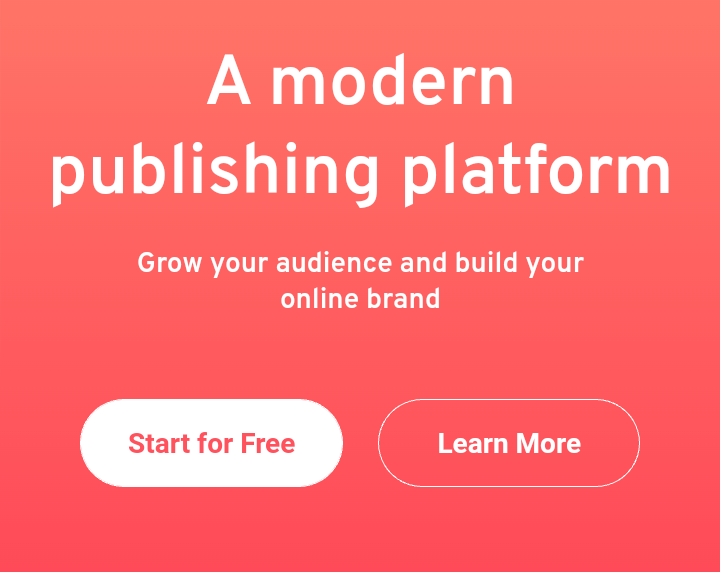 A modern
publishing platform
Grow your audience and build your
online brand
Start for Free
Learn More